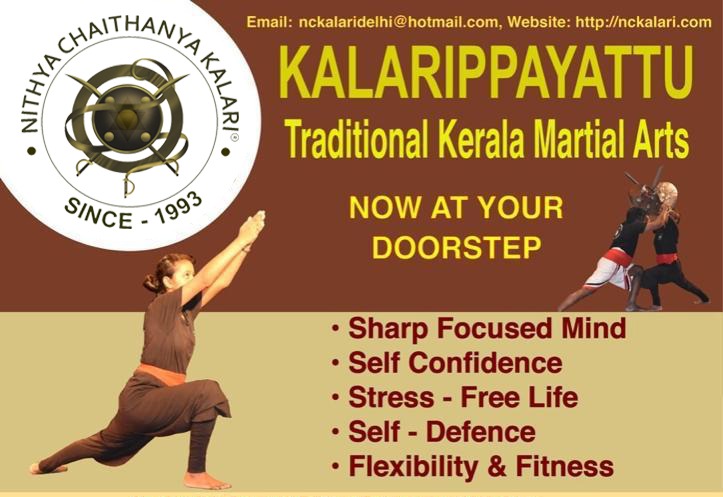 Email: nckalaridelhi@hotmail.com, Website: http://nckalari.com
NITHYA CHAITHANYA KALARI®
SINCE - 1993
KALARIPPAYATTU
Traditional Kerala Martial Arts
NOW AT YOUR
DOORSTEP
• Sharp Focused Mind
• Self Confidence
• Stress - Free Life
• Self - Defence
• Flexibility & Fitness